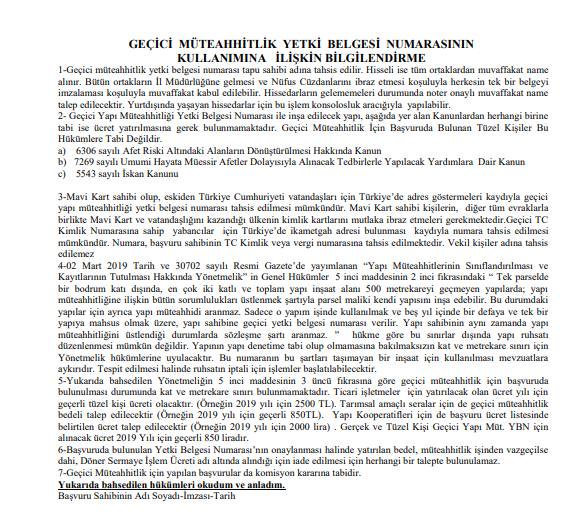 GEÇİCİ MÜTEAHHİTLİK YETKİ BELGESİ NUMARASININ
KULLANIMINA İLİŞKİN BİLGİLENDİRME
1-Geçici müteahhitlik yetki belgesi numarası tapu sahibi adına tahsis edilir. Hisseli ise tüm ortaklardan muvaffakat name
alınır. Bütün ortakların İl Müdürlüğüne gelmesi ve Nüfus Cüzdanlarını ibraz etmesi koşuluyla herkesin tek bir belgeyi
imzalaması koşuluyla muvaffakat kabul edilebilir. Hissedarların gelememeleri durumunda noter onaylı muvaffakat name
talep edilecektir. Yurtdışında yaşayan hissedarlar için bu işlem konsolosluk aracığıyla yapılabilir.
2- Geçici Yapı Müteahhitliği Yetki Belgesi Numarası ile inşa edilecek yapı, aşağıda yer alan Kanunlardan herhangi birine
tabi ise ücret yatırılmasına gerek bulunmamaktadır. Geçici Müteahhitlik İçin Başvuruda Bulunan Tüzel Kişiler Bu
Hükümlere Tabi Değildir.
a) 6306 sayılı Afet Riski Altındaki Alanların Dönüştürülmesi Hakkında Kanun
b) 7269 sayılı Umumi Hayata Müessir Afetler Dolayısıyla Alınacak Tedbirlerle Yapılacak Yardımlara Dair Kanun
c) 5543 sayılı İskan Kanunu
3-Mavi Kart sahibi olup, eskiden Türkiye Cumhuriyeti vatandaşları için Türkiye'de adres göstermeleri kaydıyla geçici
yapı müteahhitliği yetki belgesi numarası tahsis edilmesi mümkündür. Mavi Kart sahibi kişilerin, diğer tüm evraklarla
birlikte Mavi Kart ve vatandaşlığını kazandığı ülkenin kimlik kartlarını mutlaka ibraz etmeleri gerekmektedir.Geçici TC
Kimlik Numarasına sahip yabancılar için Türkiye'de ikametgah adresi bulunması kaydıyla numara tahsis edilmesi
mümkündür. Numara, başvuru sahibinin TC Kimlik veya vergi numarasına tahsis edilmektedir. Vekil kişiler adına tahsis
edilemez
4-02 Mart 2019 Tarih ve 30702 sayılı Resmi Gazete'de yayımlanan “Yapı Müteahhitlerinin Sınıflandırılması ve
Kayıtlarının Tutulması Hakkında Yönetmelik” in Genel Hükümler 5 inci maddesinin 2 inci fıkrasındaki “ Tek parselde
bir bodrum katı dışında, en çok iki katlı ve toplam yapı inşaat alanı 500 metrekareyi geçmeyen yapılarda; yapı
müteahhitliğine ilişkin bütün sorumlulukları üstlenmek şartıyla parsel maliki kendi yapısını inşa edebilir. Bu durumdaki
yapılar için ayrıca yapı müteahhidi aranmaz. Sadece o yapım işinde kullanılmak ve beş yıl içinde bir defaya ve tek bir
yapıya mahsus olmak üzere, yapı sahibine geçici yetki belgesi numarası verilir. Yapı sahibinin aynı zamanda yapı
müteahhitliğini üstlendiği durumlarda sözleşme şartı aranmaz. ” hükme göre bu sınırlar dışında yapı ruhsatı
düzenlenmesi mümkün değildir. Yapının yapı denetime tabi olup olmamasına bakılmaksızın kat ve metrekare sınırı için
Yönetmelik hükümlerine uyulacaktır. Bu numaranın bu şartları taşımayan bir inşaat için kullanılması mevzuatlara
aykırıdır. Tespit edilmesi halinde ruhsatın iptali için işlemler başlatılabilecektir.
5-Yukarıda bahsedilen Yönetmeliğin 5 inci maddesinin 3 üncü fıkrasına göre geçici müteahhitlik için başvuruda
bulunulması durumunda kat ve metrekare sınırı bulunmamaktadır. Ticari işletmeler için yatırılacak olan ücret yılı için
geçerli tüzel kişi ücreti olacaktır. (Örneğin 2019 yılı için 2500 TL). Tarımsal amaçlı seralar için de geçici müteahhitlik
bedeli talep edilecektir (Örneğin 2019 yılı için geçerli 850TL). Yapı Kooperatifleri için de başvuru ücret listesinde
belirtilen ücret talep edilecektir (Örneğin 2019 yılı için 2000 lira) . Gerçek ve Tüzel Kişi Geçici Yapı Müt. YBN için
alınacak ücret 2019 Yılı için geçerli 850 liradır.
6-Başvuruda bulunulan Yetki Belgesi Numarası'nın onaylanması halinde yatırılan bedel, müteahhitlik işinden vazgeçilse
dahi, Döner Sermaye İşlem Ücreti adı altında alındığı için iade edilmesi için herhangi bir talepte bulunulamaz.
7-Geçici Müteahhitlik için yapılan başvurular da komisyon kararına tabidir.
Yukarıda bahsedilen hükümleri okudum ve anladım.
Başvuru Sahibinin Adı Soyadı-İmzası-Tarih